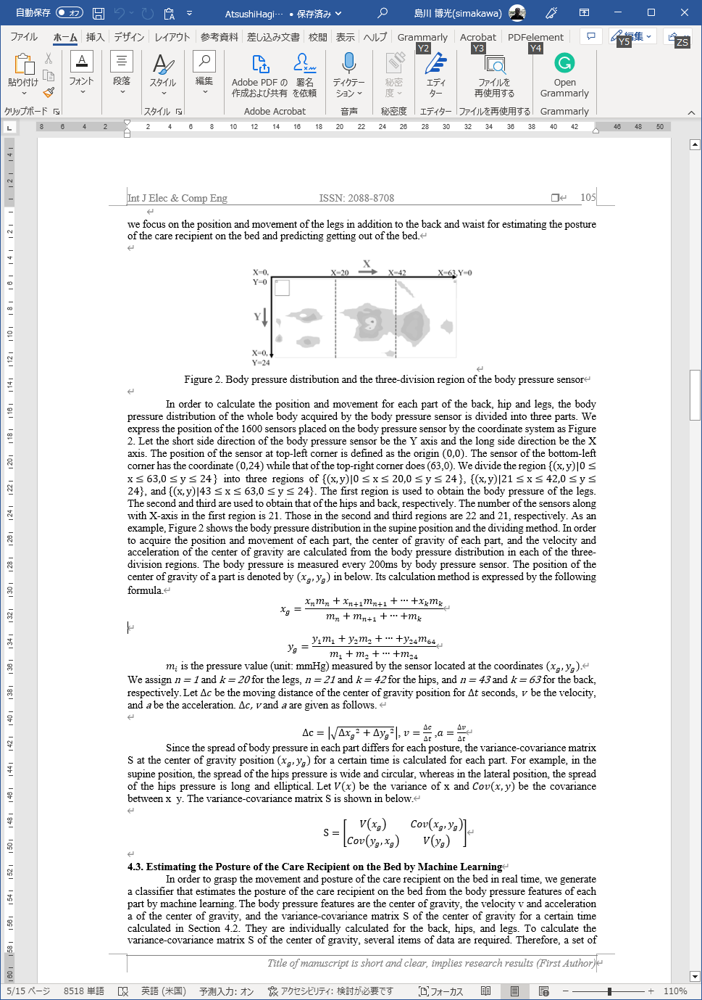 自動保存 オフ AtsushiHagi… • 保存済み 島川 博光(simakawa)
ファイル ホーム 挿入 デザイン レイアウト 参考資料 差し込み文書 校閲 表示 ヘルプ Grammarly Acrobat PDFelement 編集
Y2 Y3 Y4 Y5 ZS
貼り付け フォント 段落 スタイル 編集 Adobe PDF の 作成および共有 署名 を依頼 ディクテー ション 秘密 度 エディ ター ファイルを 再使用する Open Grammarly
クリップボード スタイル Adobe Acrobat 音声 秘密度 エディター ファイルを再使用する Grammarly
8 6 4 2 2 4 6 8 10 12 14 16 18 20 22 24 26 28 30 32 34 36 38 40 42 46 48 50
Int J Elec & Comp Eng ISSN: 2088-8708 105
we focus on the position and movement of the legs in addition to the back and waist for estimating the posture
of the care recipient on the bed and predicting getting out of the bed.
X
X=0, X=20 X=42 X=63,Y=0
Y=0
Y
X=0,
Y=24
Figure 2. Body pressure distribution and the three-division region of the body pressure sensor
In order to calculate the position and movement for each part of the back, hip and legs, the body
pressure distribution of the whole body acquired by the body pressure sensor is divided into three parts. We
express the position of the 1600 sensors placed on the body pressure sensor by the coordinate system as Figure
2. Let the short side direction of the body pressure sensor be the Y axis and the long side direction be the X
axis. The position of the sensor at top-left corner is defined as the origin (0,0). The sensor of the bottom-left
corner has the coordinate (0,24) while that of the top-right corner does (63,0). We divide the region {(x, y)|0 ≤
x ≤ 63,0 ≤ y ≤ 24} into three regions of {(x, y)|0 ≤ x ≤ 20,0 ≤ y ≤ 24}, {(x, y)|21 ≤ x ≤ 42,0 ≤ y ≤
24}, and {(x, y)|43 ≤ x ≤ 63,0 ≤ y ≤ 24}. The first region is used to obtain the body pressure of the legs.
The second and third are used to obtain that of the hips and back, respectively. The number of the sensors along
with X-axis in the first region is 21. Those in the second and third regions are 22 and 21, respectively. As an
example, Figure 2 shows the body pressure distribution in the supine position and the dividing method. In order
to acquire the position and movement of each part, the center of gravity of each part, and the velocity and
acceleration of the center of gravity are calculated from the body pressure distribution in each of the three-
division regions. The body pressure is measured every 200ms by body pressure sensor. The position of the
center of gravity of a part is denoted by (x_g, y_g) in below. Its calculation method is expressed by the following
formula.
x_g = (x_n m_n + x_{n+1} m_{n+1} + ⋯ + x_k m_k) / (m_n + m_{n+1} + ⋯ + m_k)
y_g = (y_1 m_1 + y_2 m_2 + ⋯ + y_{24} m_{64}) / (m_1 + m_2 + ⋯ + m_{24})
m_i is the pressure value (unit: mmHg) measured by the sensor located at the coordinates (x_g, y_g).
We assign n = 1 and k = 20 for the legs, n = 21 and k = 42 for the hips, and n = 43 and k = 63 for the back,
respectively. Let Δc be the moving distance of the center of gravity position for Δt seconds, v be the velocity,
and a be the acceleration. Δc, v and a are given as follows.
Δc = |√(Δx_g² + Δy_g²)|, v = Δc/Δt , a = Δv/Δt
Since the spread of body pressure in each part differs for each posture, the variance-covariance matrix
S at the center of gravity position (x_g, y_g) for a certain time is calculated for each part. For example, in the
supine position, the spread of the hips pressure is wide and circular, whereas in the lateral position, the spread
of the hips pressure is long and elliptical. Let V(x) be the variance of x and Cov(x, y) be the covariance
between x y. The variance-covariance matrix S is shown in below.
S = [ V(x_g) Cov(x_g, y_g)
Cov(y_g, x_g) V(y_g) ]
4.3. Estimating the Posture of the Care Recipient on the Bed by Machine Learning
In order to grasp the movement and posture of the care recipient on the bed in real time, we generate
a classifier that estimates the posture of the care recipient on the bed from the body pressure features of each
part by machine learning. The body pressure features are the center of gravity, the velocity v and acceleration
a of the center of gravity, and the variance-covariance matrix S of the center of gravity for a certain time
calculated in Section 4.2. They are individually calculated for the back, hips, and legs. To calculate the
variance-covariance matrix S of the center of gravity, several items of data are required. Therefore, a set of
Title of manuscript is short and clear, implies research results (First Author)
5/15 ページ 8518 単語 英語 (米国) 予測入力: オン アクセシビリティ: 検討が必要です フォーカス 110%